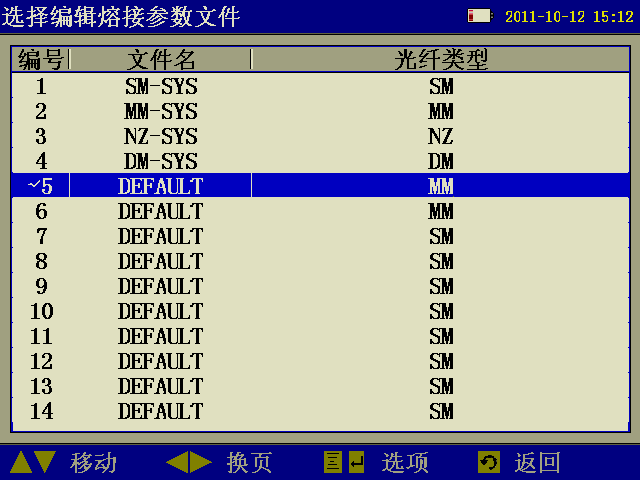 选择编辑熔接参数文件 2011-10-12 15:12
编号 文件名 光纤类型
1 SM-SYS SM
2 MM-SYS MM
3 NZ-SYS NZ
4 DM-SYS DM
~5 DEFAULT MM
6 DEFAULT MM
7 DEFAULT SM
8 DEFAULT SM
9 DEFAULT SM
10 DEFAULT SM
11 DEFAULT SM
12 DEFAULT SM
13 DEFAULT SM
14 DEFAULT SM
移动 换页 选项 返回